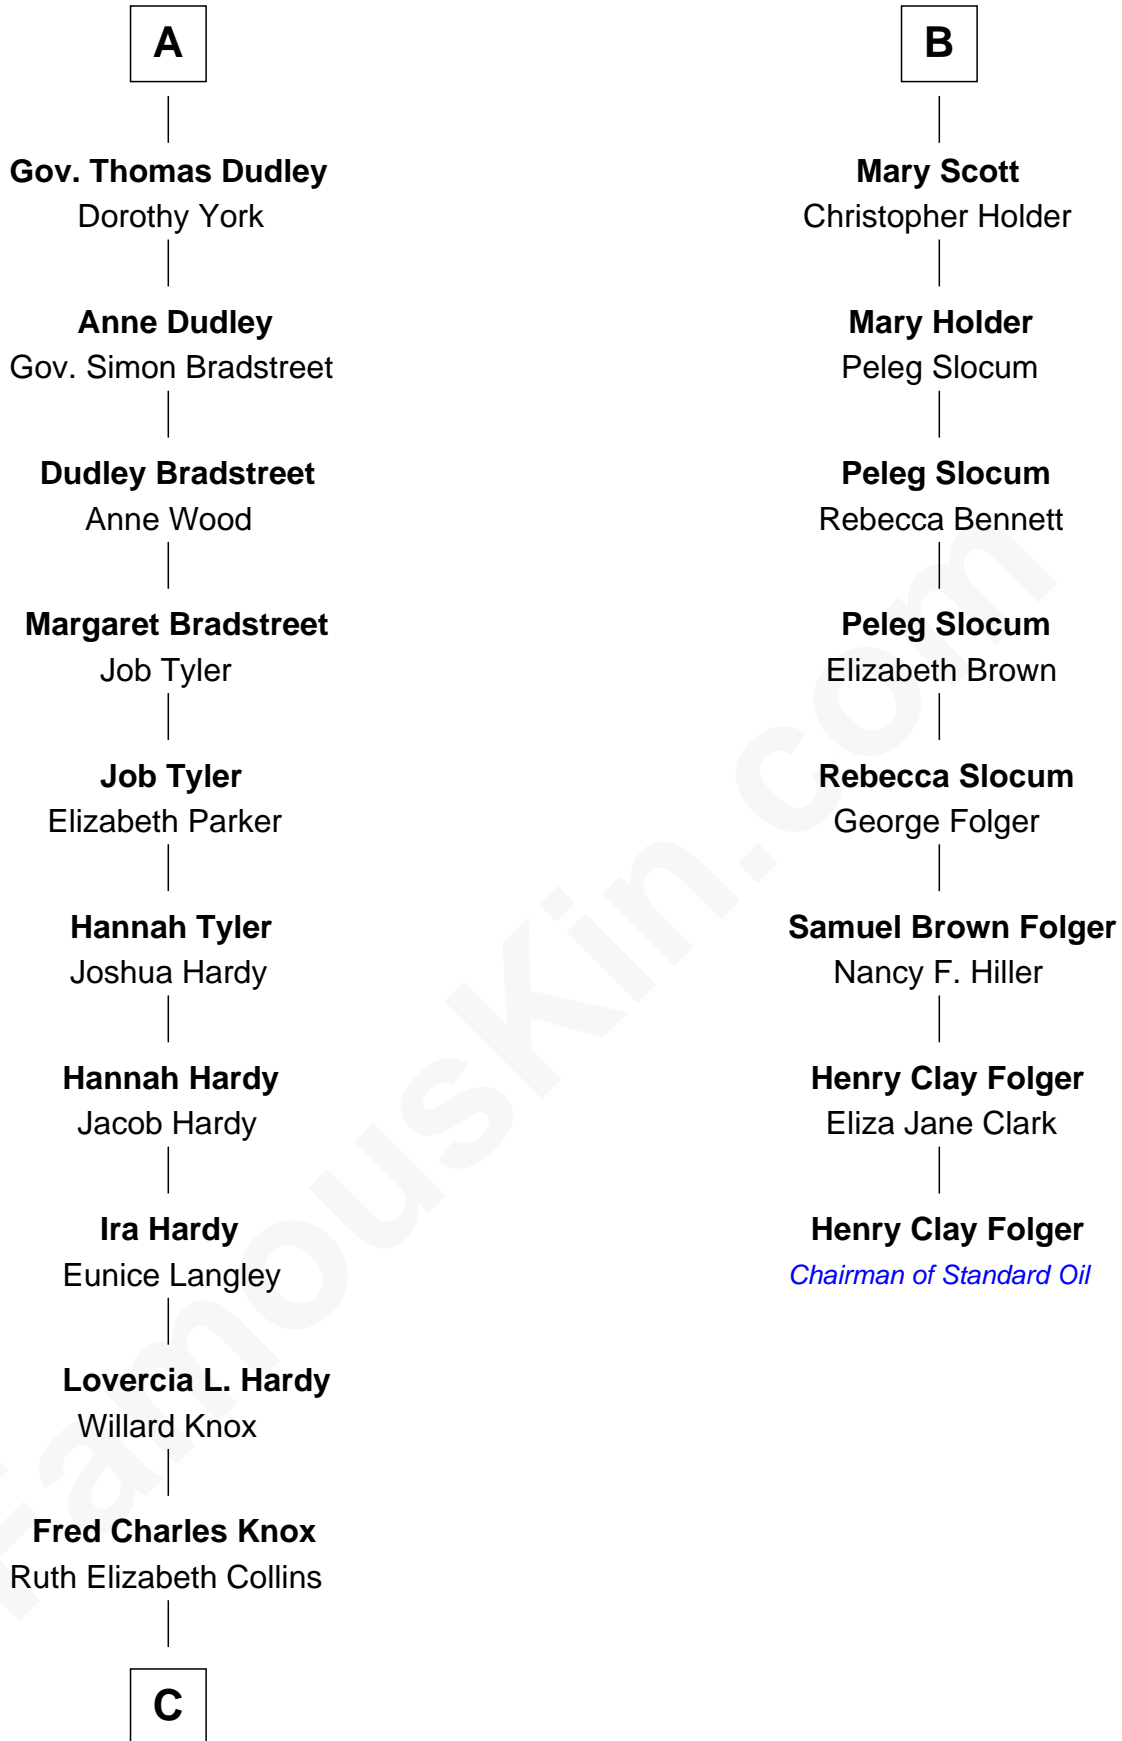 A
Gov. Thomas Dudley
Dorothy York
Anne Dudley
Gov. Simon Bradstreet
Dudley Bradstreet
Anne Wood
Margaret Bradstreet
Job Tyler
Job Tyler
Elizabeth Parker
Hannah Tyler
Joshua Hardy
Hannah Hardy
Jacob Hardy
Ira Hardy
Eunice Langley
Lovercia L. Hardy
Willard Knox
Fred Charles Knox
Ruth Elizabeth Collins
C
B
Mary Scott
Christopher Holder
Mary Holder
Peleg Slocum
Peleg Slocum
Rebecca Bennett
Peleg Slocum
Elizabeth Brown
Rebecca Slocum
George Folger
Samuel Brown Folger
Nancy F. Hiller
Henry Clay Folger
Eliza Jane Clark
Henry Clay Folger
Chairman of Standard Oil
FamousKin.com